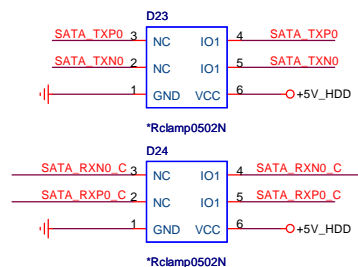 D23
SATA_TXP0 3 NC IO1 4 SATA_TXP0
SATA_TXN0 2 NC IO1 5 SATA_TXN0
1 GND VCC 6 +5V_HDD
*Rclamp0502N
D24
SATA_RXN0_C 3 NC IO1 4 SATA_RXN0_C
SATA_RXP0_C 2 NC IO1 5 SATA_RXP0_C
1 GND VCC 6 +5V_HDD
*Rclamp0502N